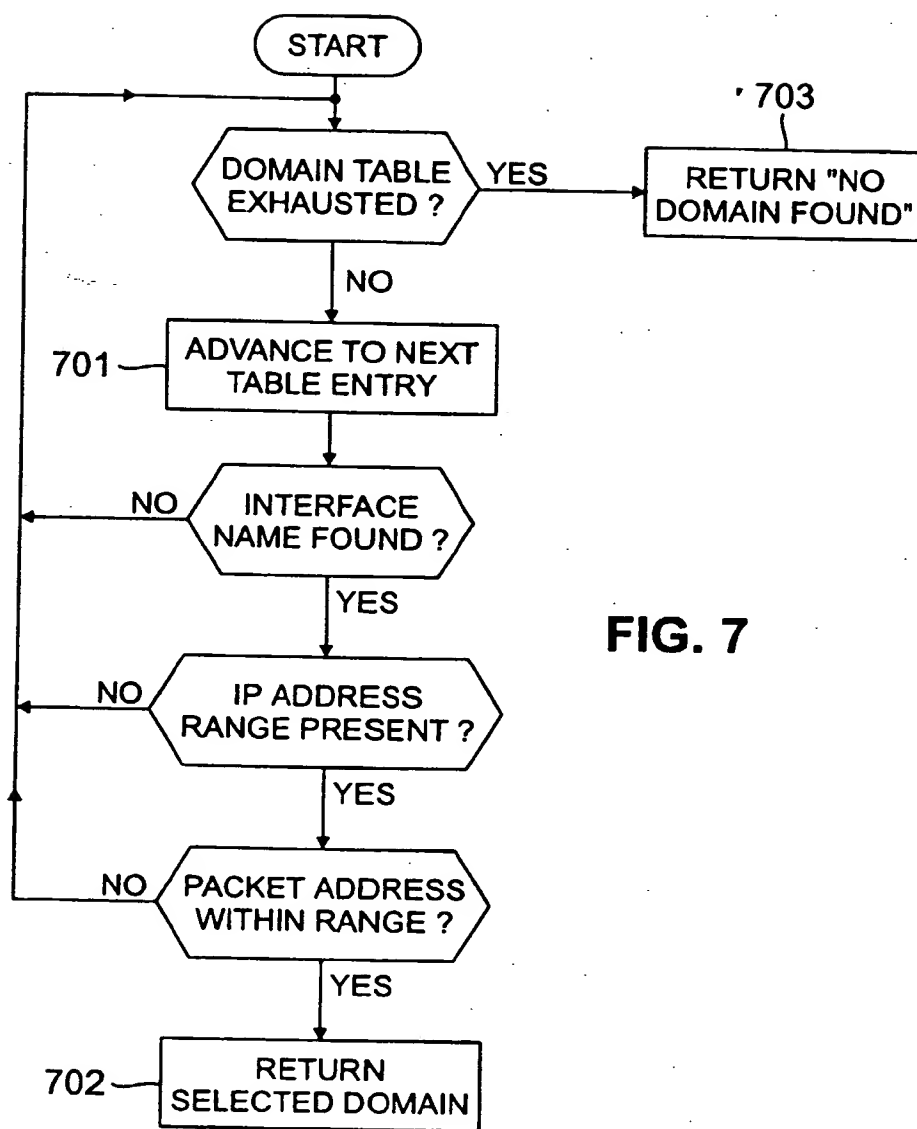 START
703
DOMAIN TABLE
EXHAUSTED ?
YES
RETURN "NO
DOMAIN FOUND"
NO
701
ADVANCE TO NEXT
TABLE ENTRY
NO
INTERFACE
NAME FOUND ?
YES
FIG. 7
NO
IP ADDRESS
RANGE PRESENT ?
YES
NO
PACKET ADDRESS
WITHIN RANGE ?
YES
702
RETURN
SELECTED DOMAIN